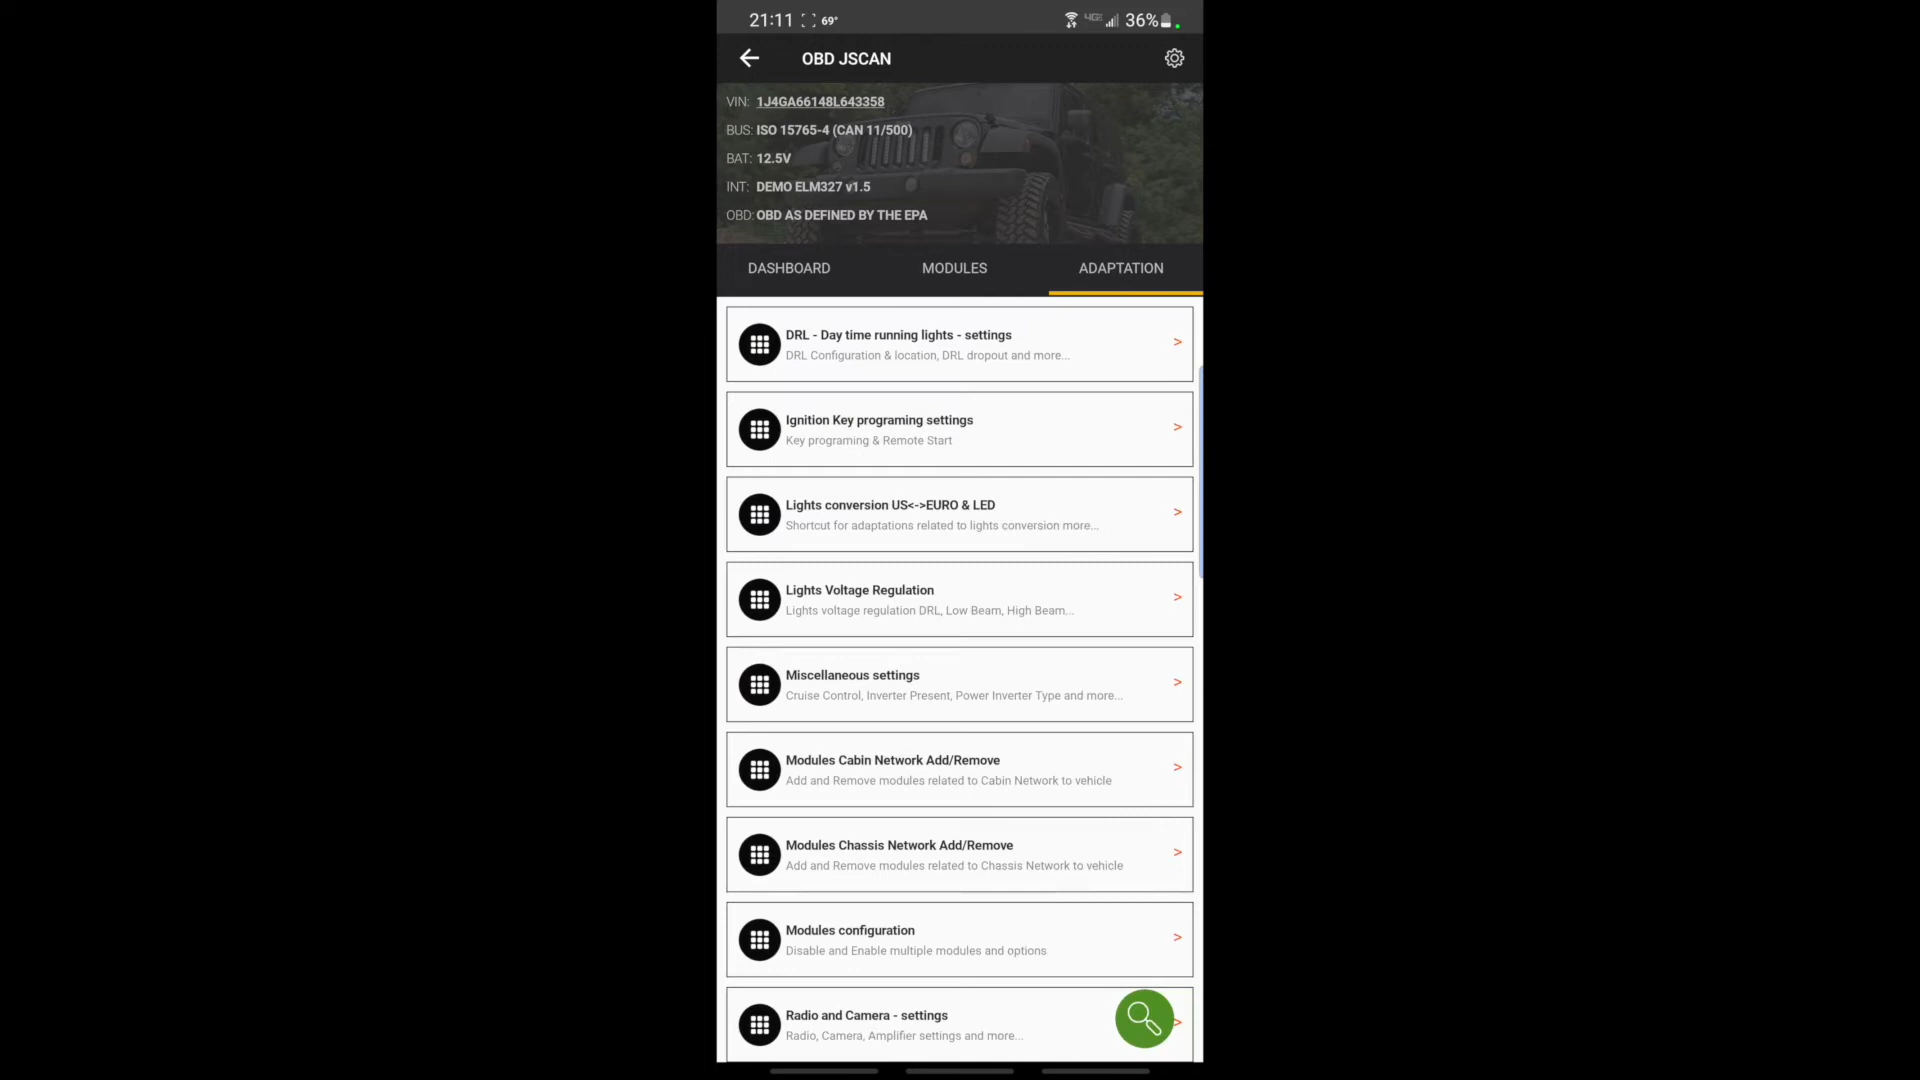 21:11 69° 4G 36%
OBD JSCAN
VIN: 1J4GA66148L643358
BUS: ISO 15765-4 (CAN 11/500)
BAT: 12.5V
INT: DEMO ELM327 v1.5
OBD: OBD AS DEFINED BY THE EPA
DASHBOARD MODULES ADAPTATION
DRL - Day time running lights - settings
DRL Configuration & location, DRL dropout and more...
>
Ignition Key programing settings
Key programing & Remote Start
>
Lights conversion US<->EURO & LED
Shortcut for adaptations related to lights conversion more...
>
Lights Voltage Regulation
Lights voltage regulation DRL, Low Beam, High Beam...
>
Miscellaneous settings
Cruise Control, Inverter Present, Power Inverter Type and more...
>
Modules Cabin Network Add/Remove
Add and Remove modules related to Cabin Network to vehicle
>
Modules Chassis Network Add/Remove
Add and Remove modules related to Chassis Network to vehicle
>
Modules configuration
Disable and Enable multiple modules and options
>
Radio and Camera - settings
Radio, Camera, Amplifier settings and more...
>